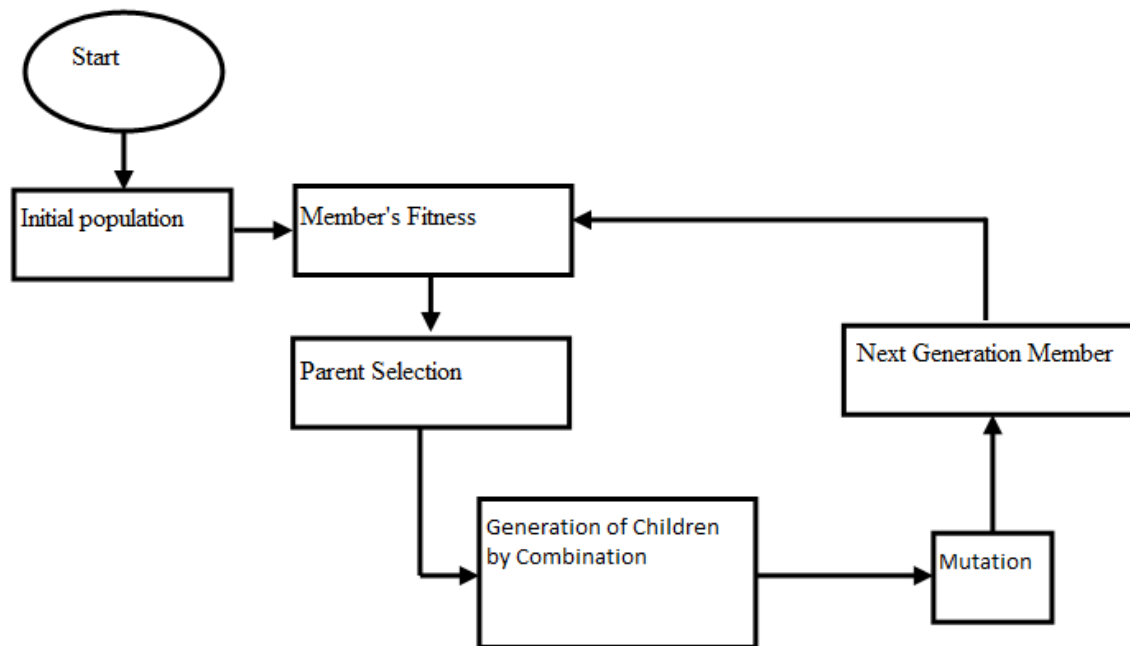 Start
Initial population
Member's Fitness
Parent Selection
Next Generation Member
Generation of Children
by Combination
Mutation